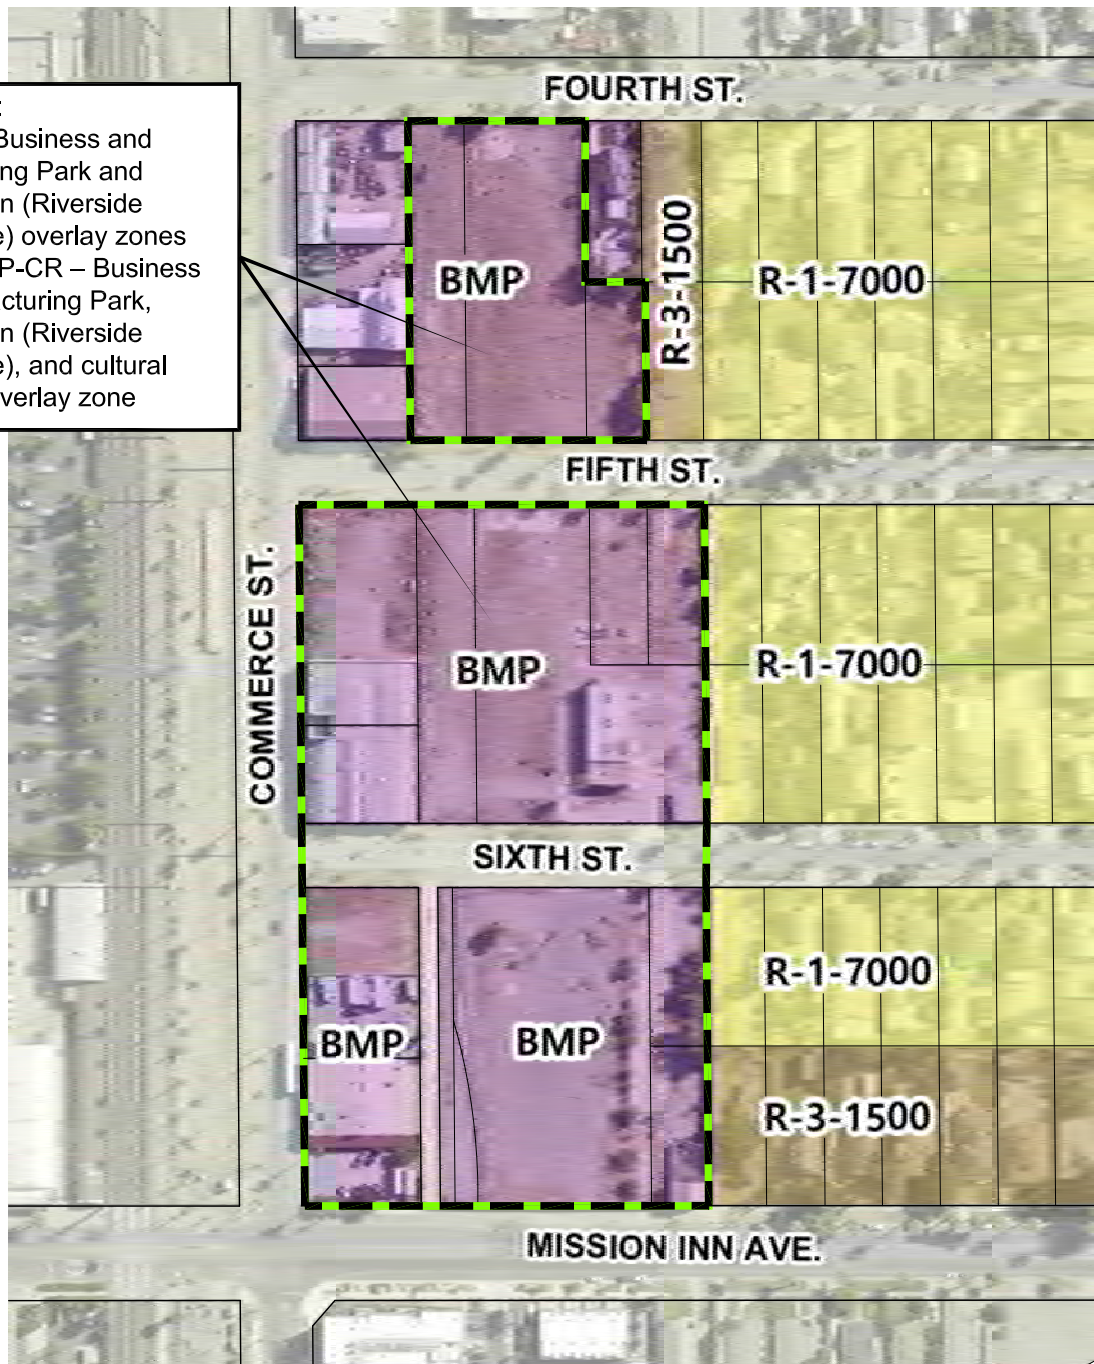 FOURTH ST.
:
Business and
ng Park and
n (Riverside
e) overlay zones
P-CR – Business
cturing Park,
n (Riverside
e), and cultural
verlay zone
BMP
R-3-1500
R-1-7000
FIFTH ST.
COMMERCE ST.
BMP
R-1-7000
SIXTH ST.
R-1-7000
BMP
BMP
R-3-1500
MISSION INN AVE.